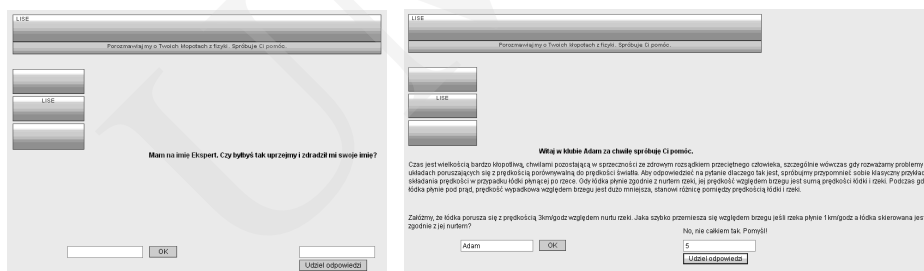 LISE
Porozmawiajmy o Twoich kłopotach z fizyki. Spróbuje Ci pomóc.
LISE
Mam na imię Ekspert. Czy byłbyś tak uprzejmy i zdradził mi swoje imię?
OK
Udziel odpowiedzi
LISE
Porozmawiajmy o Twoich kłopotach z fizyki. Spróbuje Ci pomóc.
LISE
Witaj w klubie Adam za chwilę spróbuję Ci pomóc.
Czas jest wielkością bardzo kłopotliwą, chwilami pozostającą w sprzeczności ze zdrowym rozsądkiem przeciętnego człowieka, szczególnie wówczas gdy rozważamy problemy
układach poruszających się z prędkością porównywalną do prędkości światła. Aby odpowiedzieć na pytanie dlaczego tak jest, spróbujmy przypomnieć sobie klasyczny przykład
składania prędkości w przypadku łódki płynącej po rzece. Gdy łódka płynie zgodnie z nurtem rzeki, jej prędkość względem brzegu jest sumą prędkości łódki i rzeki. Podczas gd
łódka płynie pod prąd, prędkość wypadkowa względem brzegu jest dużo mniejsza, stanowi różnicę pomiędzy prędkością łódki i rzeki.
Załóżmy, że łódka porusza się z prędkością 3km/godz względem nurtu rzeki. Jaka szybko przemiesza się względem brzegu jeśli rzeka płynie 1km/godz a łódka skierowana jes
zgodnie z jej nurtem?
No, nie całkiem tak. Pomyśl!
Adam OK 5
Udziel odpowiedzi